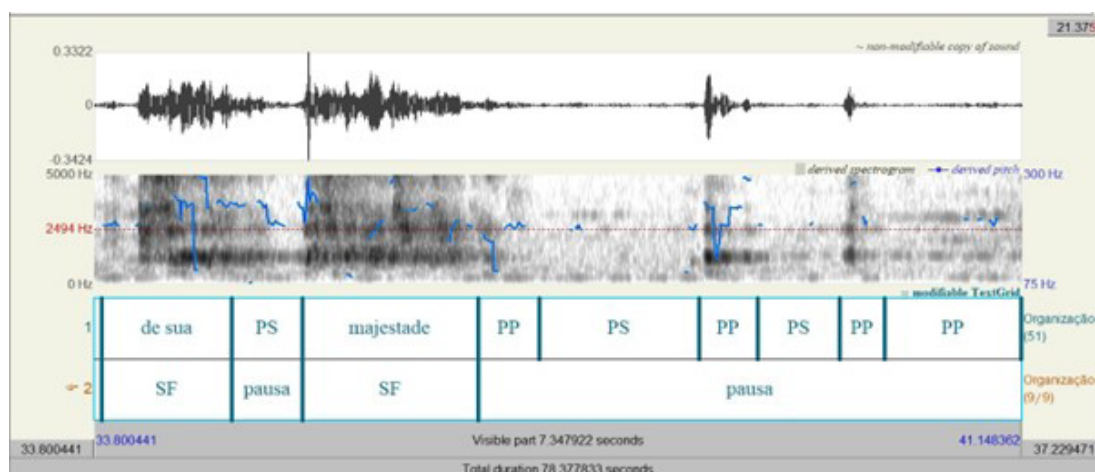 21.375
0.3322
~ non-modifiable copy of sound
0
-0.3424
5000 Hz
derived spectrogram
derived pitch
300 Hz
2494 Hz
0 Hz
75 Hz
modifiable TextGrid
1
de sua
PS
majestade
PP
PS
PP
PS
PP
PP
Organização
(51)
2
SF
pausa
SF
pausa
Organização
(9/9)
33.800441
33.800441
Visible part 7.347922 seconds
41.148362
37.229471
Total duration 78.377833 seconds